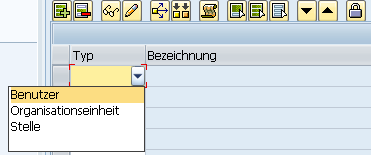 Typ Bezeichnung
Benutzer
Organisationseinheit
Stelle